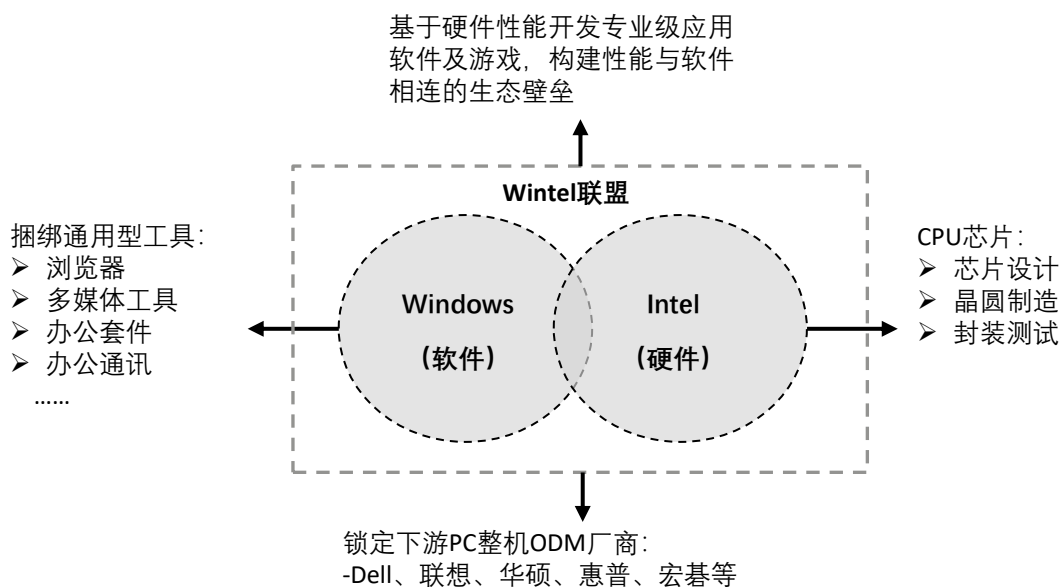 基于硬件性能开发专业级应用
软件及游戏，构建性能与软件
相连的生态壁垒
Wintel联盟
捆绑通用型工具：
➢ 浏览器
➢ 多媒体工具
➢ 办公套件
➢ 办公通讯
……
Windows
（软件）
Intel
（硬件）
CPU芯片：
➢ 芯片设计
➢ 晶圆制造
➢ 封装测试
锁定下游PC整机ODM厂商：
-Dell、联想、华硕、惠普、宏碁等